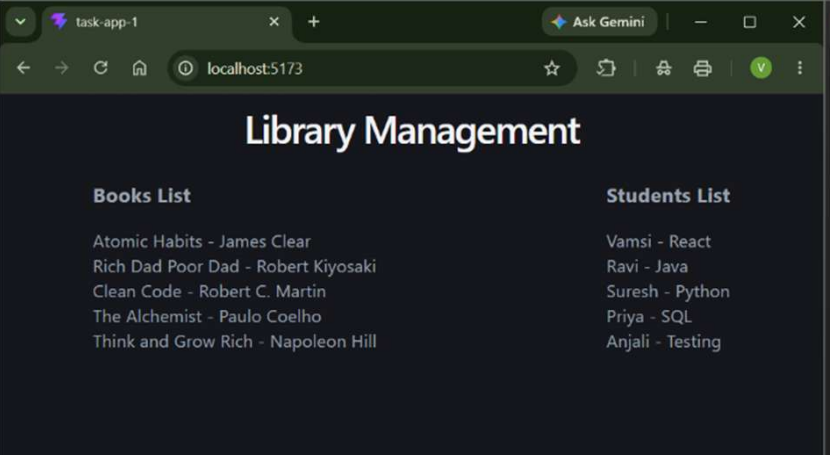 task-app-1
Ask Gemini
localhost:5173
V
Library Management
Books List
Atomic Habits - James Clear
Rich Dad Poor Dad - Robert Kiyosaki
Clean Code - Robert C. Martin
The Alchemist - Paulo Coelho
Think and Grow Rich - Napoleon Hill
Students List
Vamsi - React
Ravi - Java
Suresh - Python
Priya - SQL
Anjali - Testing